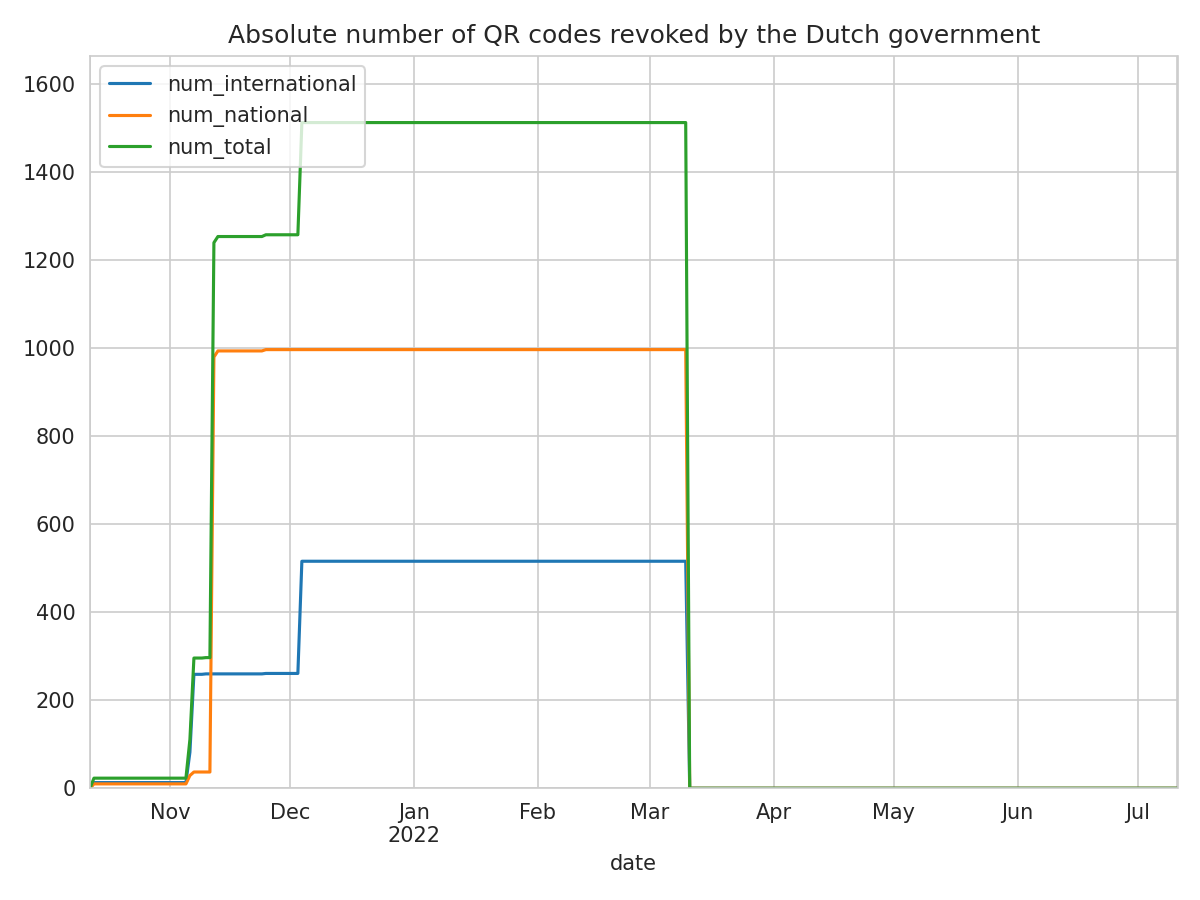 Absolute number of QR codes revoked by the Dutch government
num_international
num_national
num_total
1600
1400
1200
1000
800
600
400
200
0
Nov Dec Jan Feb Mar Apr May Jun Jul
2022
date